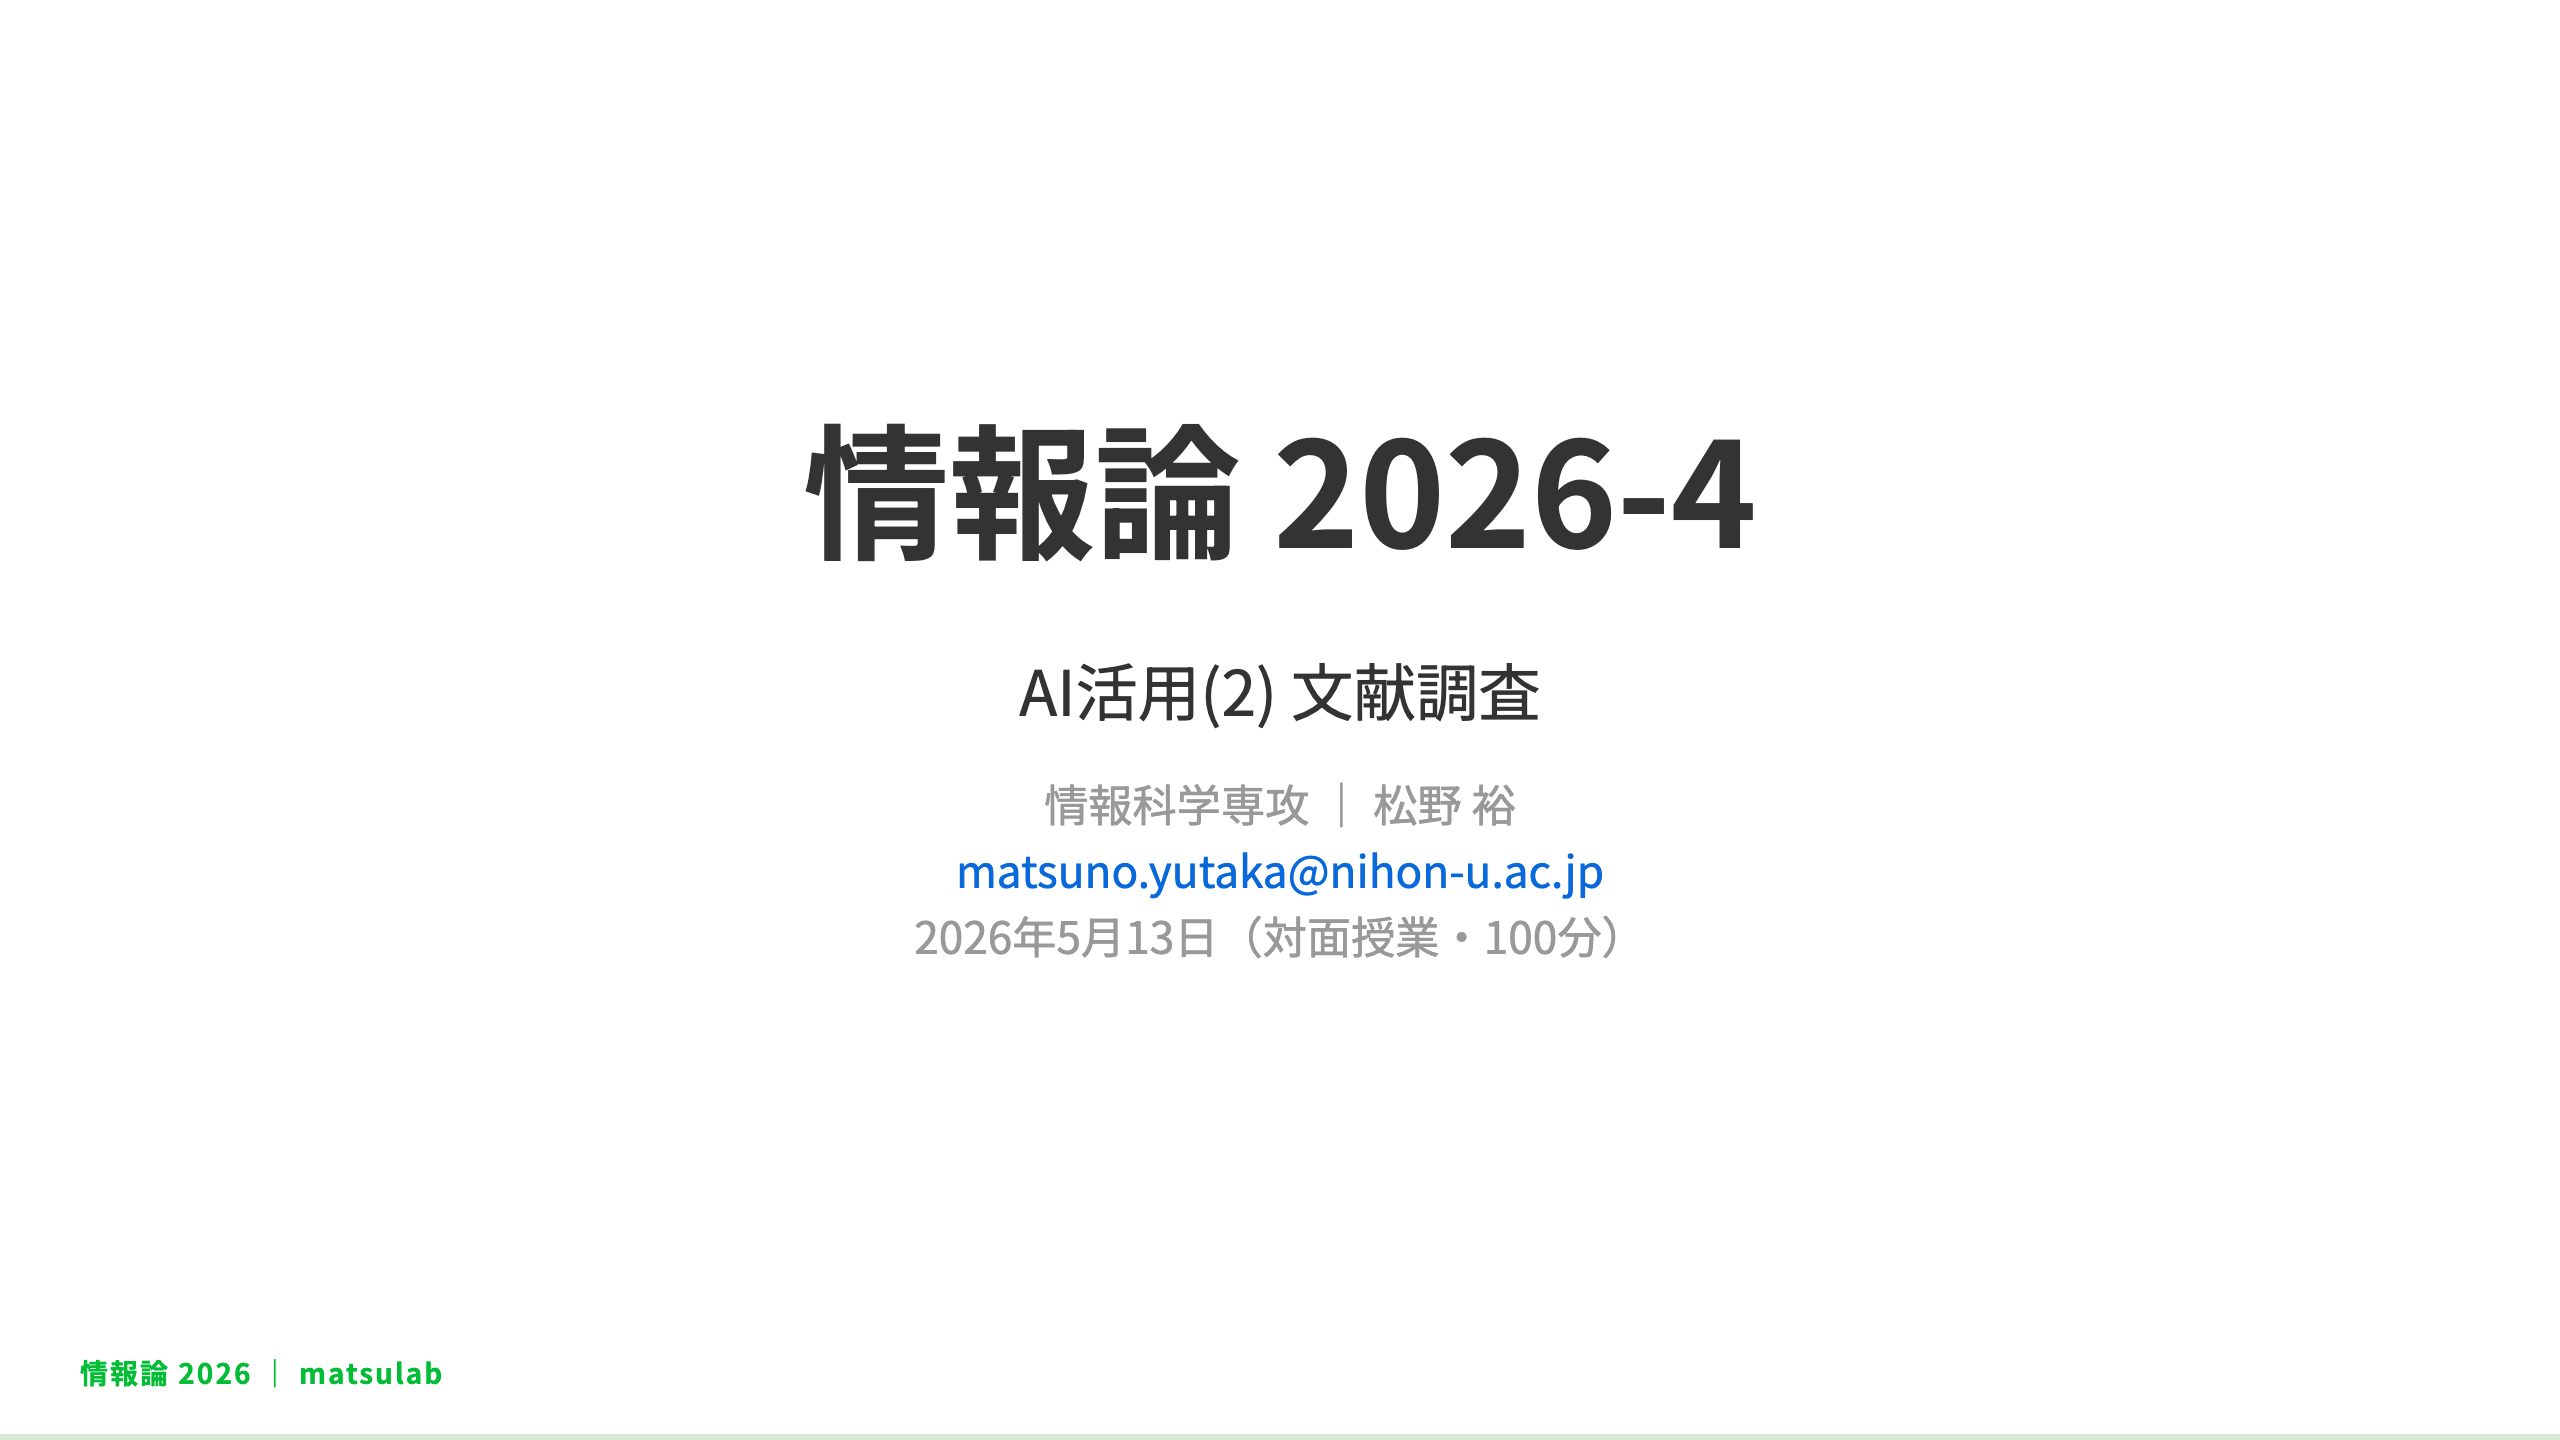 情報論 2026-4
AI活用(2) 文献調査
情報科学専攻 ｜ 松野 裕
matsuno.yutaka@nihon-u.ac.jp
2026年5月13日（対面授業・100分）
情報論 2026 ｜ matsulab